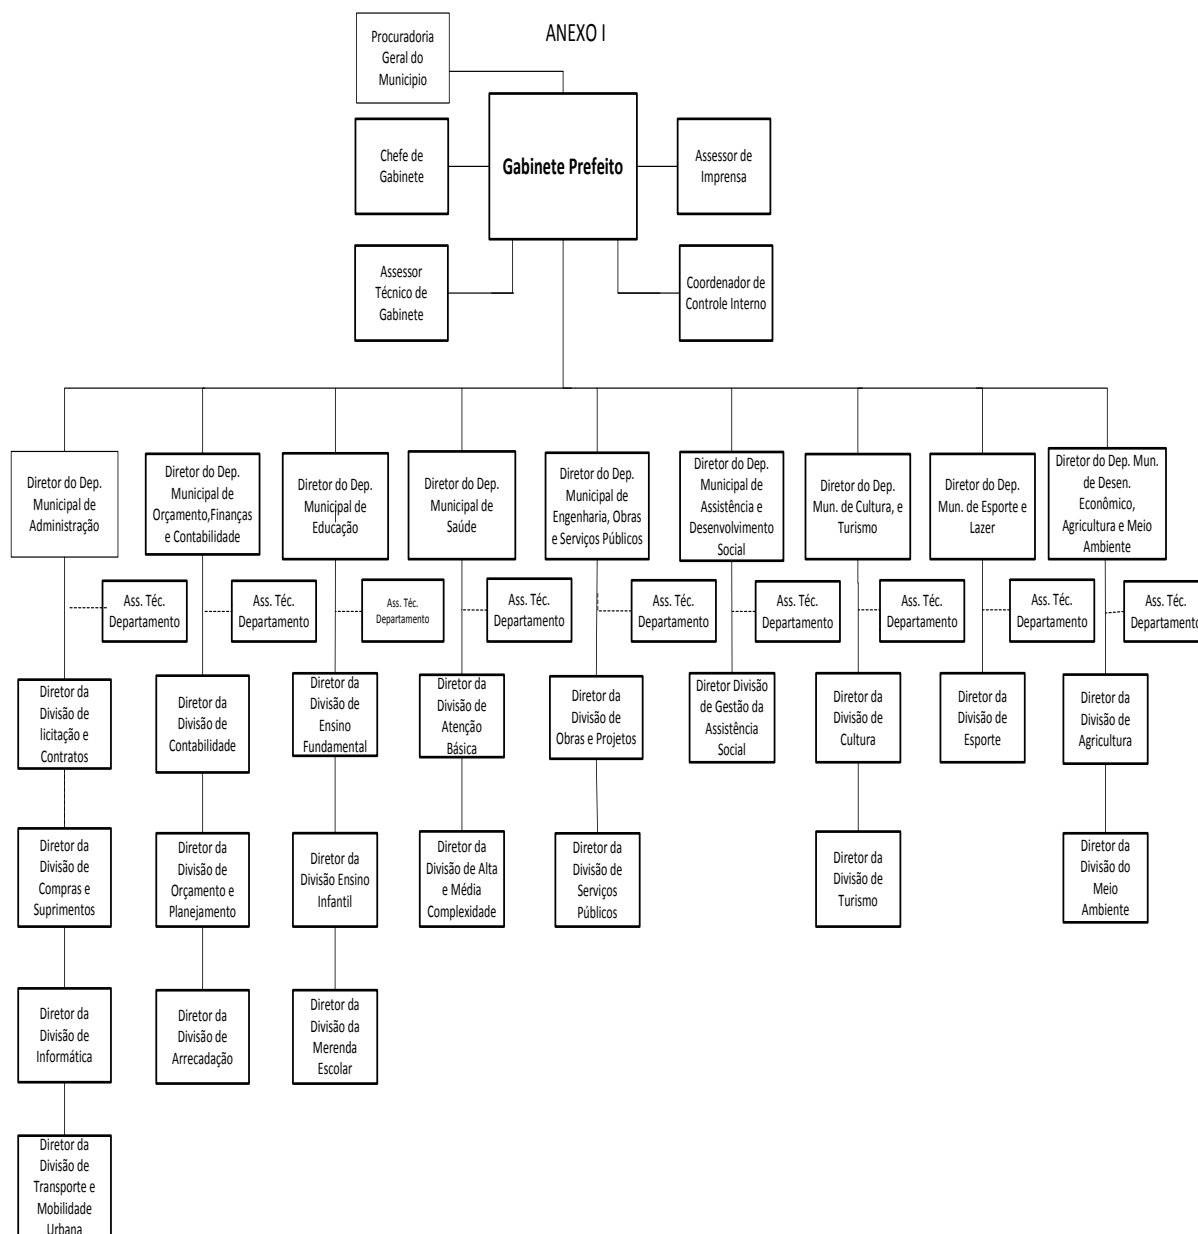 ANEXO I
Procuradoria
Geral do
Municipio
Chefe de
Gabinete
Gabinete Prefeito
Assessor de
Imprensa
Assessor
Técnico de
Gabinete
Coordenador de
Controle Interno
Diretor do Dep.
Municipal de
Administração
Diretor do Dep.
Municipal de
Orçamento,Finanças
e Contabilidade
Diretor do Dep.
Municipal de
Educação
Diretor do Dep.
Municipal de
Saúde
Diretor do Dep.
Municipal de
Engenharia, Obras
e Serviços Públicos
Diretor do Dep.
Municipal de
Assistência e
Desenvolvimento
Social
Diretor do Dep.
Mun. de Cultura, e
Turismo
Diretor do Dep.
Mun. de Esporte e
Lazer
Diretor do Dep. Mun.
de Desen.
Econômico,
Agricultura e Meio
Ambiente
Ass. Téc.
Departamento
Ass. Téc.
Departamento
Ass. Téc.
Departamento
Ass. Téc.
Departamento
Ass. Téc.
Departamento
Ass. Téc.
Departamento
Ass. Téc.
Departamento
Ass. Téc.
Departamento
Ass. Téc.
Departamento
Diretor da
Divisão de
licitação e
Contratos
Diretor da
Divisão de
Contabilidade
Diretor da
Divisão de
Ensino
Fundamental
Diretor da
Divisão de
Atenção
Básica
Diretor da
Divisão de
Obras e Projetos
Diretor Divisão
de Gestão da
Assistência
Social
Diretor da
Divisão de
Cultura
Diretor da
Divisão de
Esporte
Diretor da
Divisão de
Agricultura
Diretor da
Divisão de
Compras e
Suprimentos
Diretor da
Divisão de
Orçamento e
Planejamento
Diretor da
Divisão Ensino
Infantil
Diretor da
Divisão de Alta
e Média
Complexidade
Diretor da
Divisão de
Serviços
Públicos
Diretor da
Divisão de
Turismo
Diretor da
Divisão do
Meio
Ambiente
Diretor da
Divisão de
Informática
Diretor da
Divisão de
Arrecadação
Diretor da
Divisão da
Merenda
Escolar
Diretor da
Divisão de
Transporte e
Mobilidade
Urbana